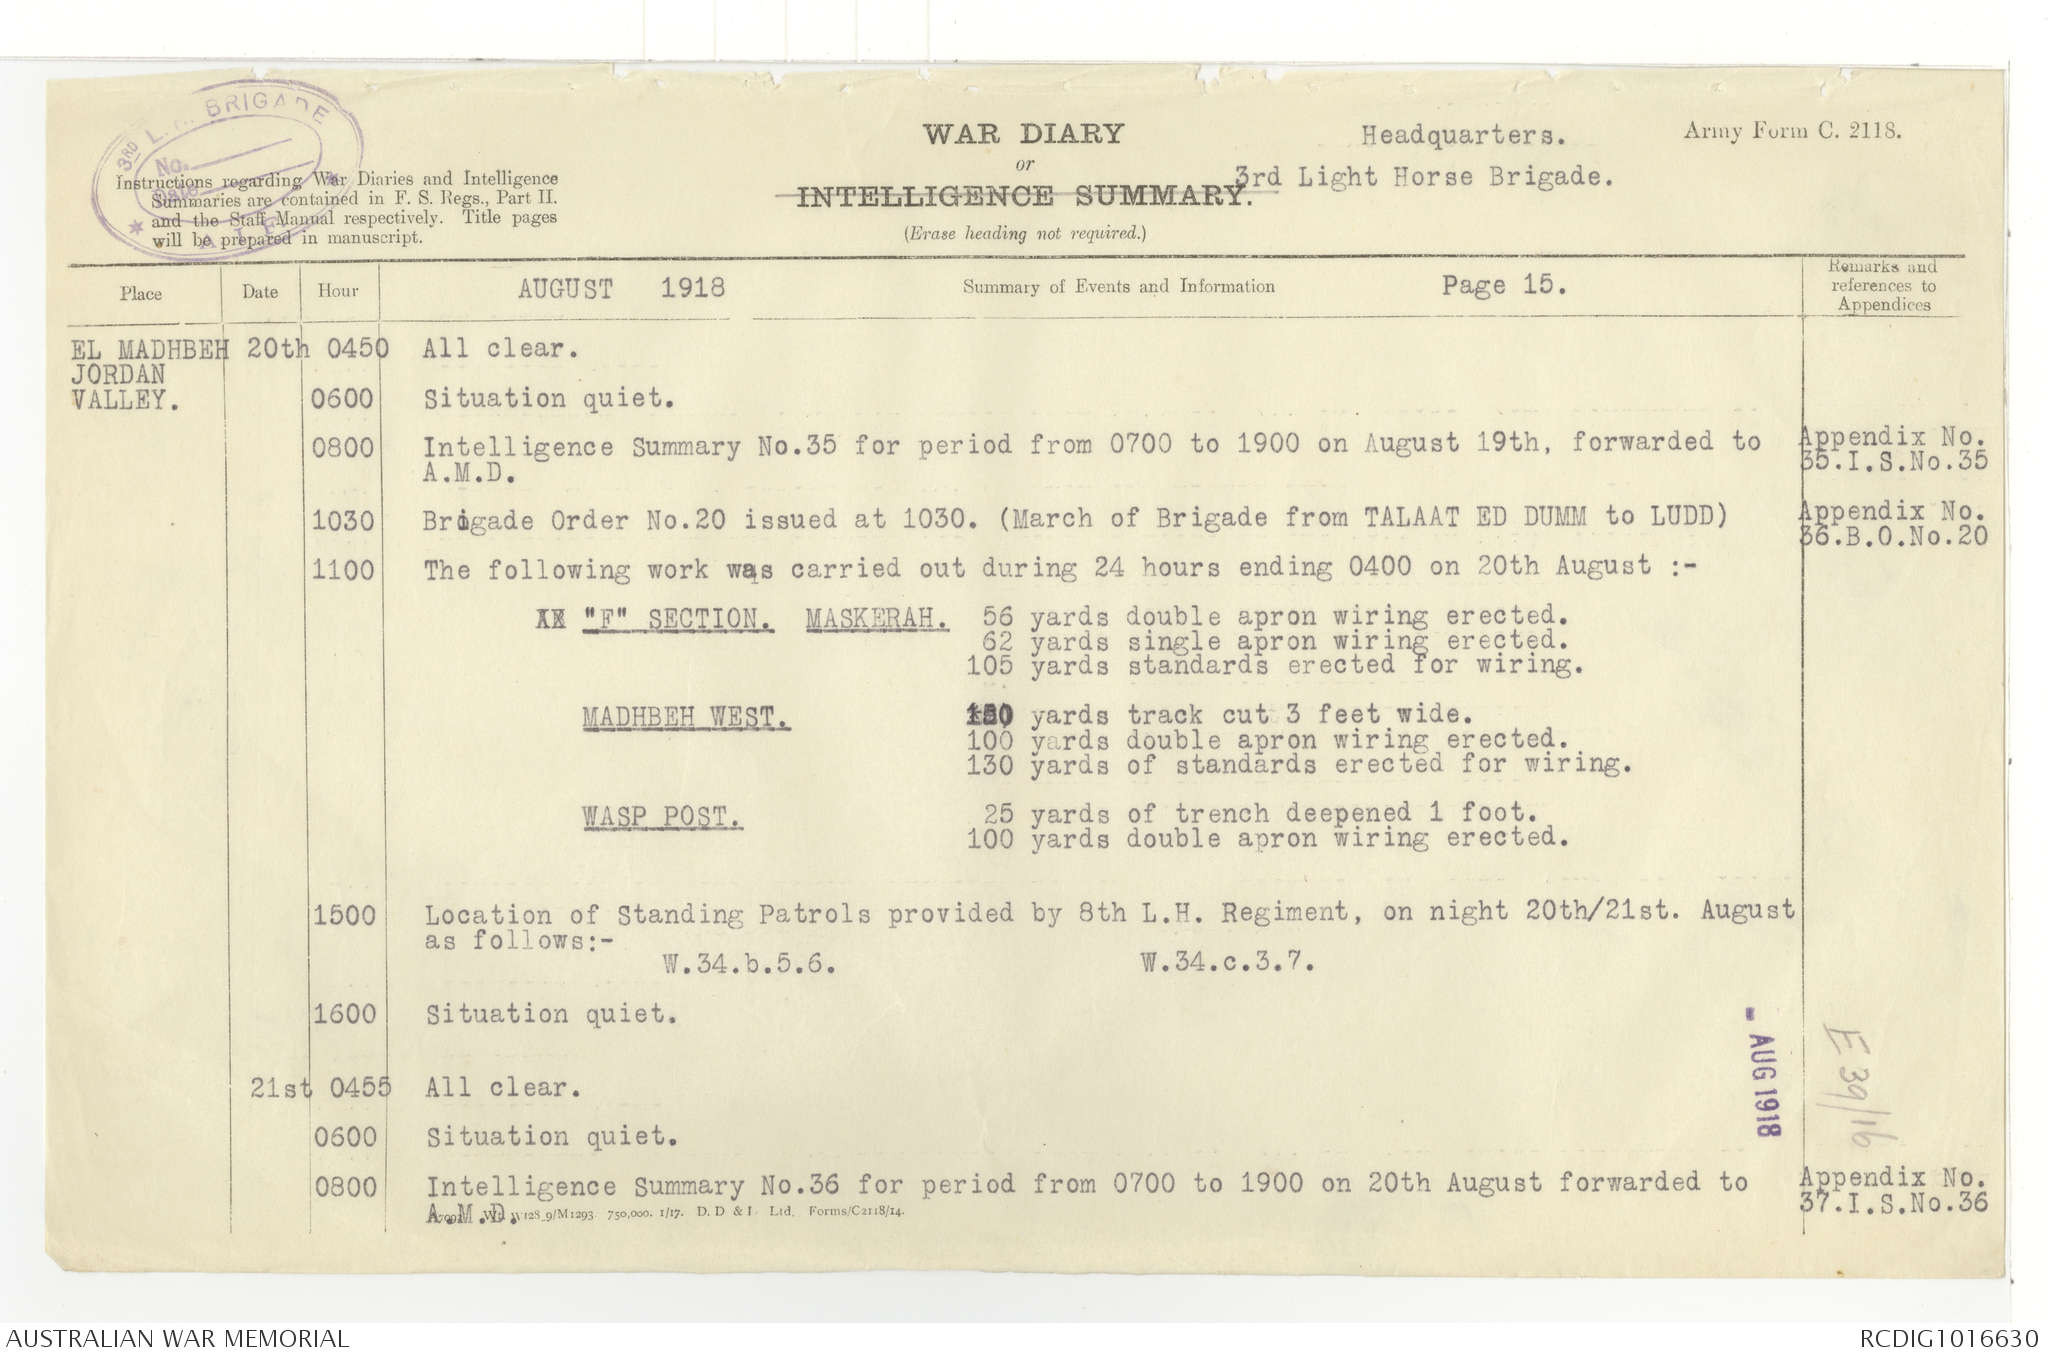 3RD L.H. BRIGADE
No.
Date
A I F
WAR DIARY
or
INTELLIGENCE SUMMARY.
(Erase heading not required.)
Headquarters.
3rd Light Horse Brigade.
Army Form C. 2118.
Instructions regarding War Diaries and Intelligence
Summaries are contained in F. S. Regs., Part II.
and the Staff Manual respectively. Title pages
will be prepared in manuscript.
Place Date Hour AUGUST 1918 Summary of Events and Information Page 15. Remarks and
references to
Appendices
EL MADHBEH 20th 0450 All clear.
JORDAN
VALLEY. 0600 Situation quiet.
0800 Intelligence Summary No.35 for period from 0700 to 1900 on August 19th, forwarded to Appendix No.
A.M.D. 35.I.S.No.35
1030 Brigade Order No.20 issued at 1030. (March of Brigade from TALAAT ED DUMM to LUDD) Appendix No.
36.B.O.No.20
1100 The following work was carried out during 24 hours ending 0400 on 20th August :-
"F" SECTION. MASKERAH. 56 yards double apron wiring erected.
62 yards single apron wiring erected.
105 yards standards erected for wiring.
MADHBEH WEST. yards track cut 3 feet wide.
100 yards double apron wiring erected.
130 yards of standards erected for wiring.
WASP POST. 25 yards of trench deepened 1 foot.
100 yards double apron wiring erected.
1500 Location of Standing Patrols provided by 8th L.H. Regiment, on night 20th/21st. August
as follows:-
W.34.b.5.6. W.34.c.3.7.
1600 Situation quiet.
- AUG 1918
E 39/16
21st 0455 All clear.
0600 Situation quiet.
0800 Intelligence Summary No.36 for period from 0700 to 1900 on 20th August forwarded to Appendix No.
A.M.D. 37.I.S.No.36
9/M1293 750,000. 1/17. D. D & L Ltd. Forms/C2118/14.
AUSTRALIAN WAR MEMORIAL RCDIG1016630